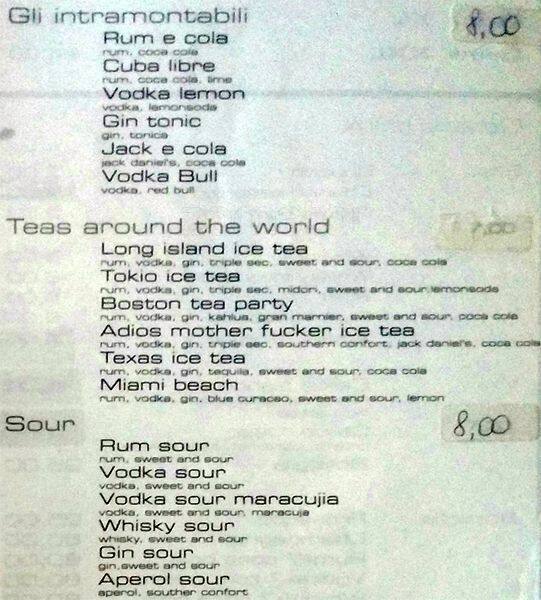 Gli intramontabili 8,00
Rum e cola
rum, coca cola
Cuba libre
rum, coca cola, lime
Vodka lemon
vodka, lemonsoda
Gin tonic
gin, tonica
Jack e cola
jack daniel's, coca cola
Vodka Bull
vodka, red bull
Teas around the world 7,00
Long island ice tea
rum, vodka, gin, triple sec, sweet and sour, coca cola
Tokio ice tea
rum, vodka, gin, triple sec, midori, sweet and sour,lemonsoda
Boston tea party
rum, vodka, gin, kahlua, gran marnier, sweet and sour, coca cola
Adios mother fucker ice tea
rum, vodka, gin, triple sec, southern confort, jack daniel's, coca cola
Texas ice tea
rum, vodka, gin, tequila, sweet and sour, coca cola
Miami beach
rum, vodka, gin, blue curacao, sweet and sour, lemon
Sour 8,00
Rum sour
rum, sweet and sour
Vodka sour
vodka, sweet and sour
Vodka sour maracujia
vodka, sweet and sour, maracuja
Whisky sour
whisky, sweet and sour
Gin sour
gin,sweet and sour
Aperol sour
aperol, souther confort